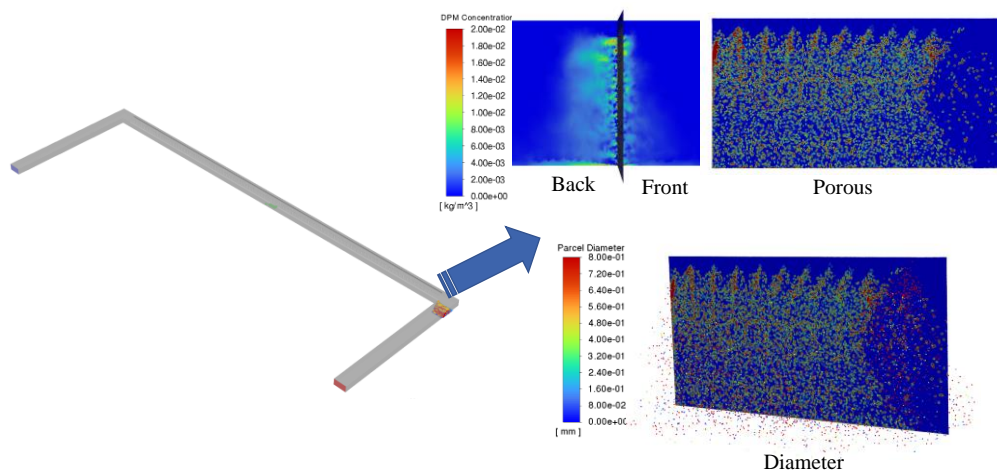 DPM Concentration
2.00e-02
1.80e-02
1.60e-02
1.40e-02
1.20e-02
1.00e-02
8.00e-03
6.00e-03
4.00e-03
2.00e-03
0.00e+00
[ kg/m^3 ]
Back
Front
Porous
Parcel Diameter
8.00e-01
7.20e-01
6.40e-01
5.60e-01
4.80e-01
4.00e-01
3.20e-01
2.40e-01
1.60e-01
8.00e-02
0.00e+00
[ mm ]
Diameter